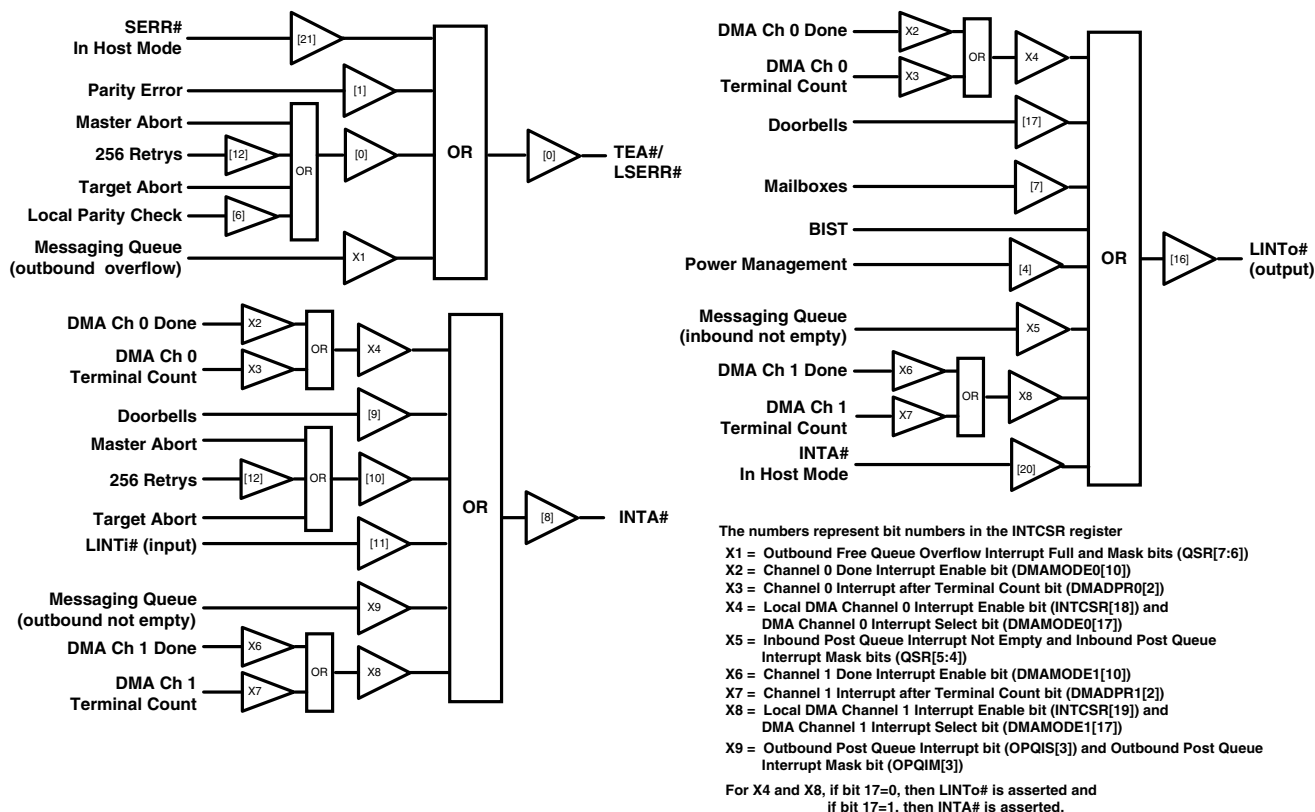 SERR#
In Host Mode
[21]
Parity Error
[1]
Master Abort
256 Retrys
[12]
OR
[0]
Target Abort
Local Parity Check
[6]
Messaging Queue
(outbound overflow)
X1
OR
[0]
TEA#/
LSERR#
DMA Ch 0 Done
X2
DMA Ch 0
Terminal Count
X3
OR
X4
Doorbells
[9]
Master Abort
256 Retrys
[12]
OR
[10]
Target Abort
LINTi# (input)
[11]
Messaging Queue
(outbound not empty)
X9
DMA Ch 1 Done
X6
DMA Ch 1
Terminal Count
X7
OR
X8
OR
[8]
INTA#
DMA Ch 0 Done
X2
DMA Ch 0
Terminal Count
X3
OR
X4
Doorbells
[17]
Mailboxes
[7]
BIST
Power Management
[4]
Messaging Queue
(inbound not empty)
X5
DMA Ch 1 Done
X6
DMA Ch 1
Terminal Count
X7
OR
X8
INTA#
In Host Mode
[20]
OR
[16]
LINTo#
(output)
The numbers represent bit numbers in the INTCSR register
X1 = Outbound Free Queue Overflow Interrupt Full and Mask bits (QSR[7:6])
X2 = Channel 0 Done Interrupt Enable bit (DMAMODE0[10])
X3 = Channel 0 Interrupt after Terminal Count bit (DMADPR0[2])
X4 = Local DMA Channel 0 Interrupt Enable bit (INTCSR[18]) and
DMA Channel 0 Interrupt Select bit (DMAMODE0[17])
X5 = Inbound Post Queue Interrupt Not Empty and Inbound Post Queue
Interrupt Mask bits (QSR[5:4])
X6 = Channel 1 Done Interrupt Enable bit (DMAMODE1[10])
X7 = Channel 1 Interrupt after Terminal Count bit (DMADPR1[2])
X8 = Local DMA Channel 1 Interrupt Enable bit (INTCSR[19]) and
DMA Channel 1 Interrupt Select bit (DMAMODE1[17])
X9 = Outbound Post Queue Interrupt bit (OPQIS[3]) and Outbound Post Queue
Interrupt Mask bit (OPQIM[3])
For X4 and X8, if bit 17=0, then LINTo# is asserted and
if bit 17=1, then INTA# is asserted.